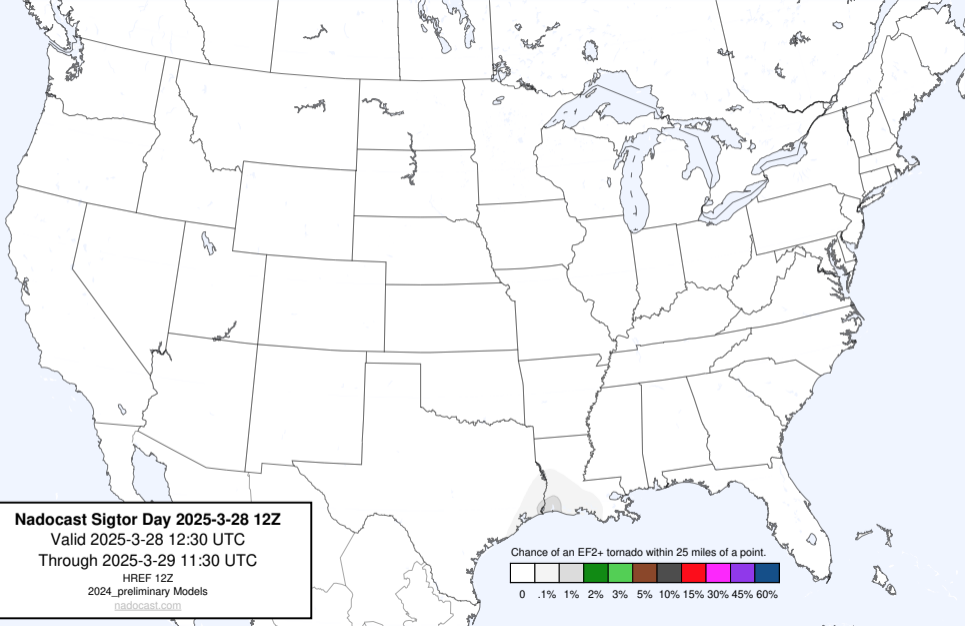 Nadocast Sigtor Day 2025-3-28 12Z
Valid 2025-3-28 12:30 UTC
Through 2025-3-29 11:30 UTC
HREF 12Z
2024_preliminary Models
nadocast.com
Chance of an EF2+ tornado within 25 miles of a point.
0 .1% 1% 2% 3% 5% 10% 15% 30% 45% 60%